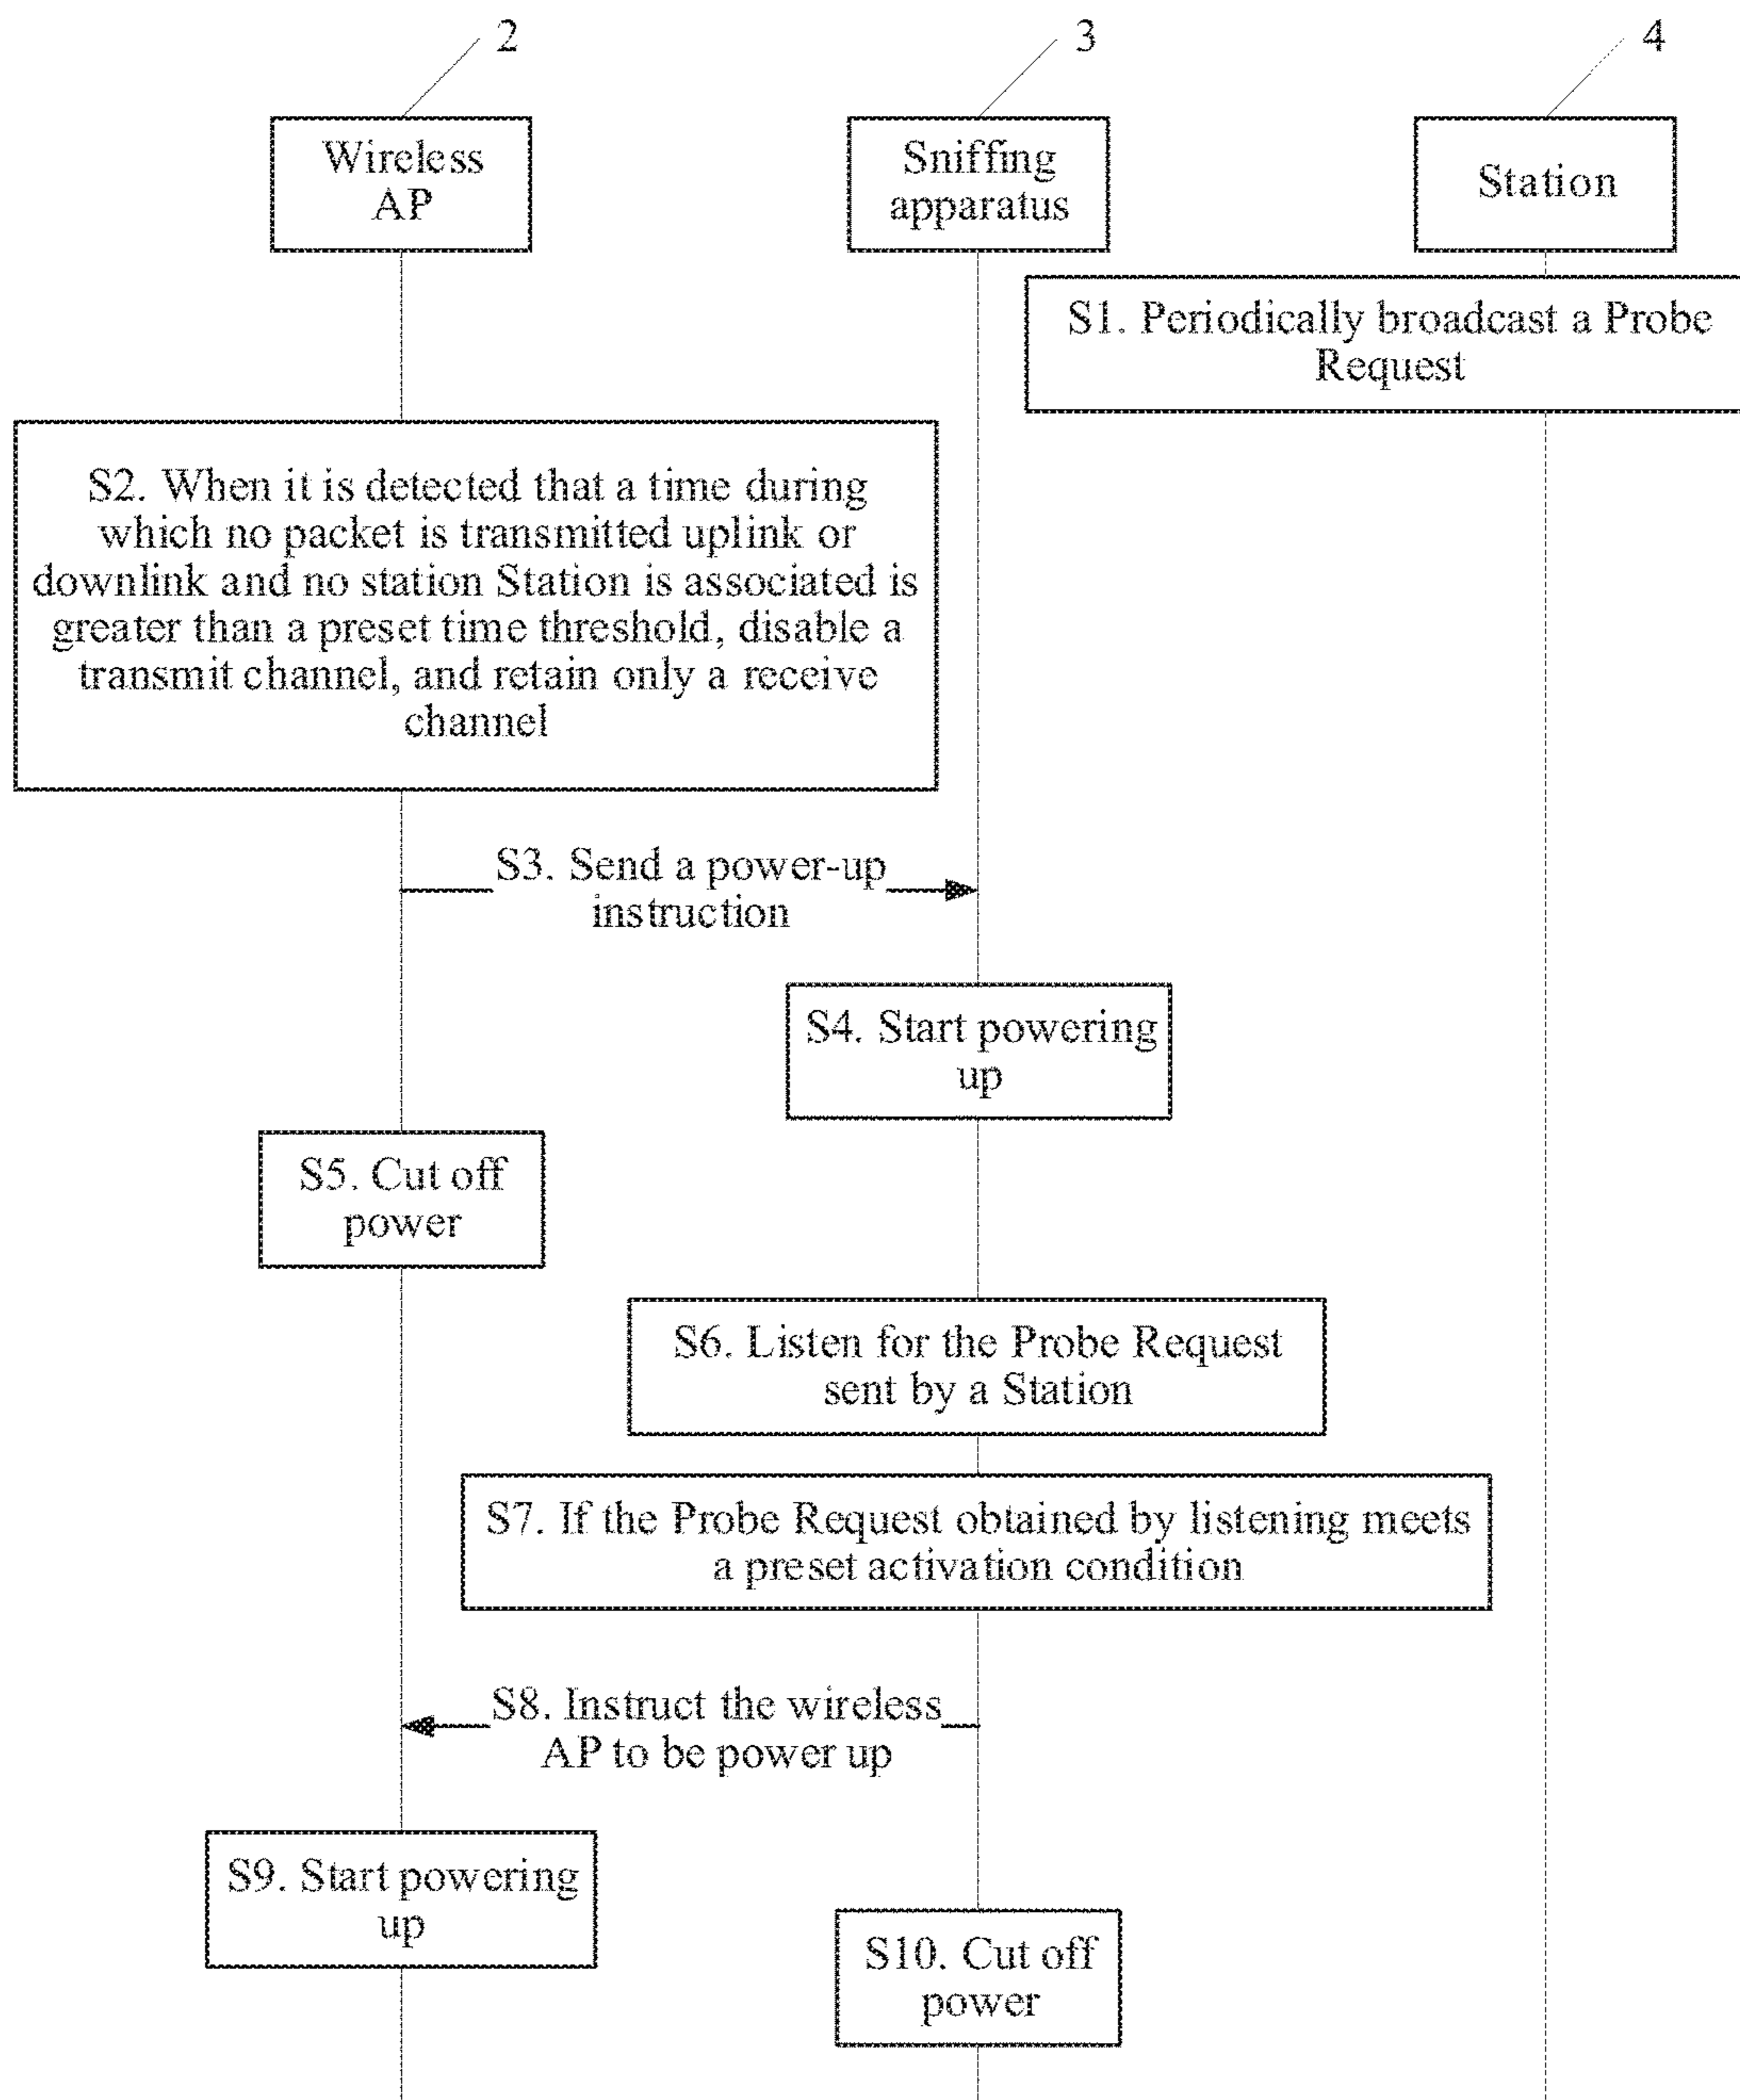 2
3
4
Wireless
AP
Sniffing
apparatus
Station
S1. Periodically broadcast a Probe
Request
S2. When it is detected that a time during
which no packet is transmitted uplink or
downlink and no station Station is associated is
greater than a preset time threshold, disable a
transmit channel, and retain only a receive
channel
S3. Send a power-up
instruction
S4. Start powering
up
S5. Cut off
power
S6. Listen for the Probe Request
sent by a Station
S7. If the Probe Request obtained by listening meets
a preset activation condition
S8. Instruct the wireless
AP to be power up
S9. Start powering
up
S10. Cut off
power